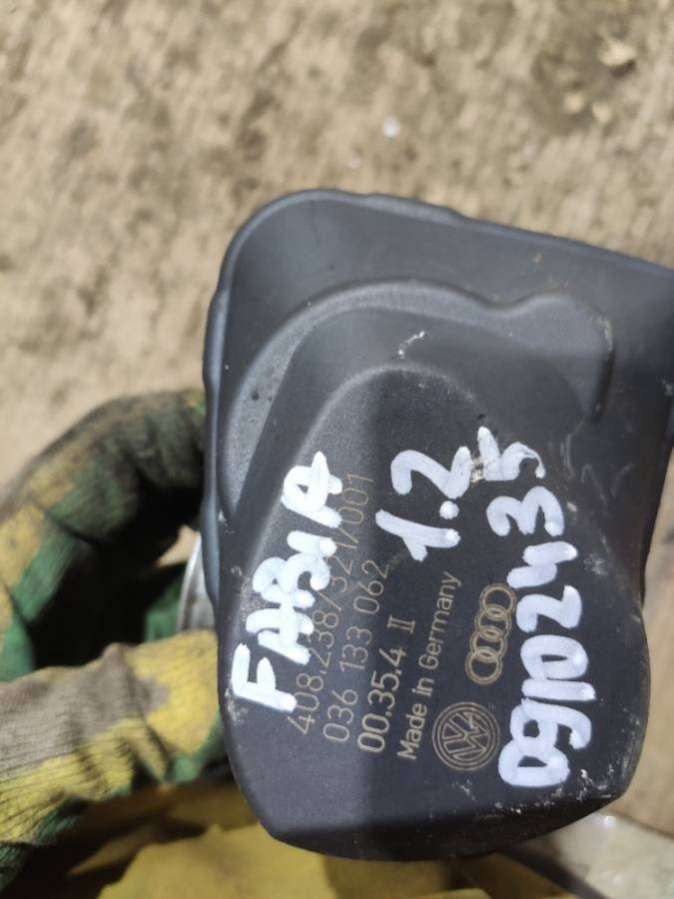 FABIA
1.2
09102435
408.238/321/001
036 133 062
00.35.4 II
Made in Germany